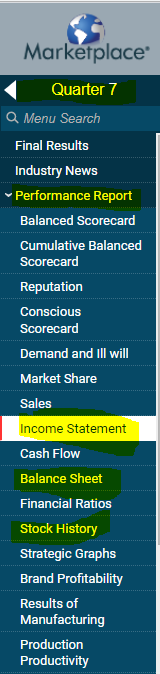 Marketplace®
Quarter 7
Menu Search
Final Results
Industry News
Performance Report
Balanced Scorecard
Cumulative Balanced
Scorecard
Reputation
Conscious
Scorecard
Demand and Ill will
Market Share
Sales
Income Statement
Cash Flow
Balance Sheet
Financial Ratios
Stock History
Strategic Graphs
Brand Profitability
Results of
Manufacturing
Production
Productivity